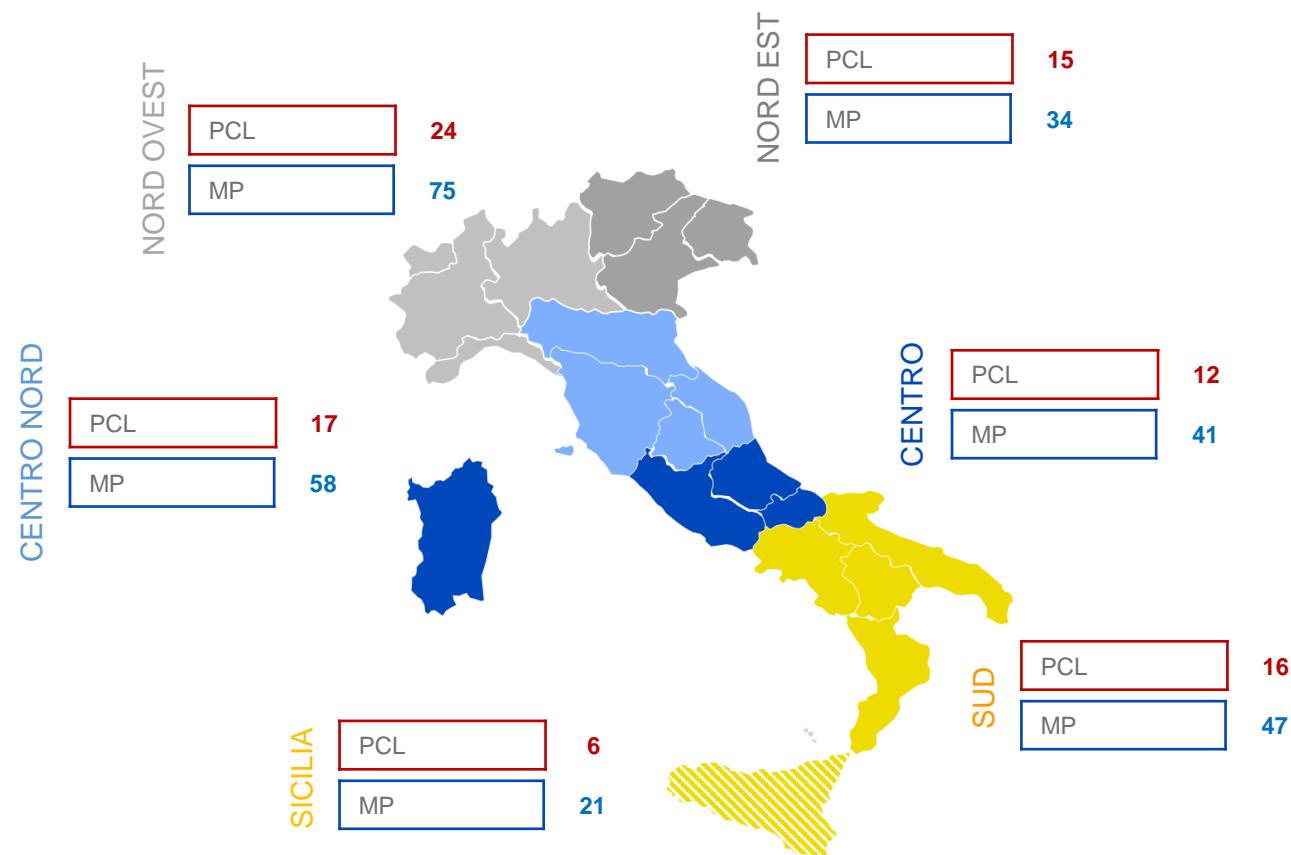 NORD EST
PCL 15
MP 34
NORD OVEST
PCL 24
MP 75
CENTRO
PCL 12
MP 41
CENTRO NORD
PCL 17
MP 58
SUD
PCL 16
MP 47
SICILIA
PCL 6
MP 21